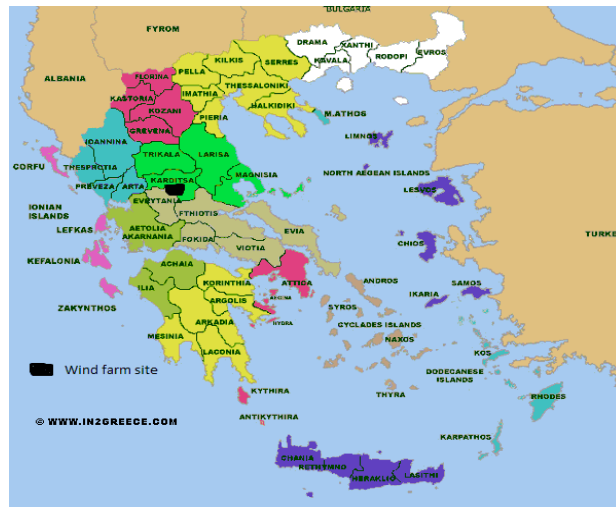 BULGARIA
FYROM
ALBANIA
DRAMA
XANTHI
RODOPI
EVROS
KAVALA
KILKIS
SERRES
PELLA
THESSALONIKI
IMATHIA
HALKIDIKI
PIERIA
FLORINA
KASTORIA
KOZANI
GREVENA
M.ATHOS
LIMNOS
IOANNINA
THESPROTIA
PREVEZA
ARTA
TRIKALA
LARISA
KARDITSA
MAGNISIA
CORFU
NORTH AEGEAN ISLANDS
LESVOS
IONIAN
ISLANDS
LEFKAS
EVRYTANIA
FTHIOTIS
AETOLIA
AKARNANIA
FOKIDA
VIOTIA
EVIA
CHIOS
TURKE
KEFALONIA
ZAKYNTHOS
ACHAIA
ILIA
KORINTHIA
ARGOLIS
ARKADIA
MESINIA
LACONIA
ATTICA
AEGINA
HYDRA
ANDROS
SYROS
IKARIA
SAMOS
CYCLADES ISLANDS
NAXOS
KOS
DODECANESE
ISLANDS
THYRA
RHODES
KARPATHOS
KYTHIRA
ANTIKYTHIRA
Wind farm site
© WWW.IN2GREECE.COM
CHANIA
RETHYMNO
HERAKLIO
LASITHI